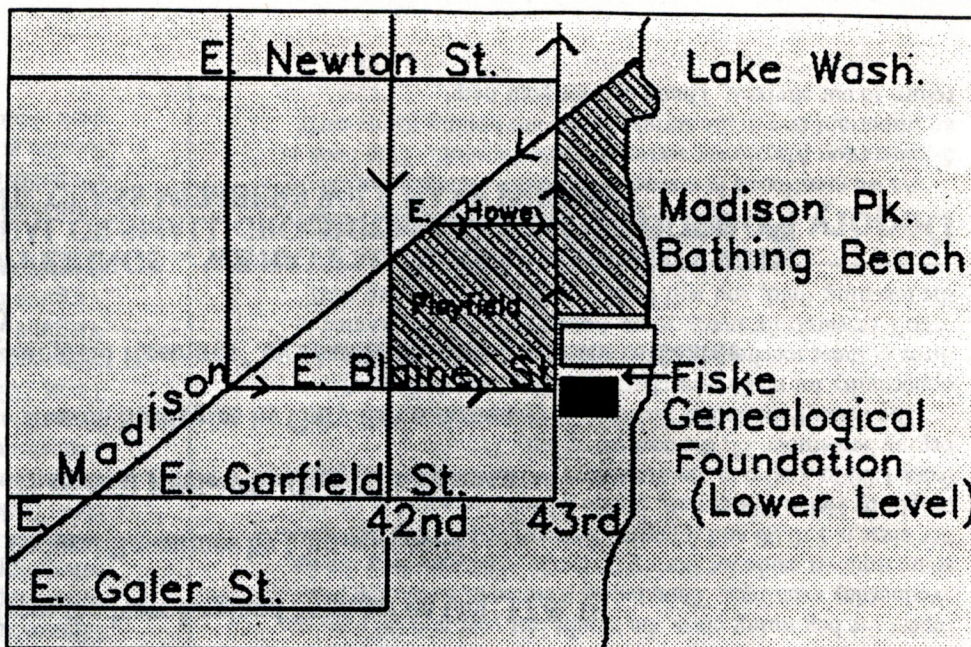 E. Newton St.
Lake Wash.
E. Howe
Madison Pk.
Bathing Beach
Playfield
E. Blaine St.
Fiske
Genealogical
Foundation
(Lower Level)
E. Madison
E. Garfield St.
42nd
43rd
E. Galer St.